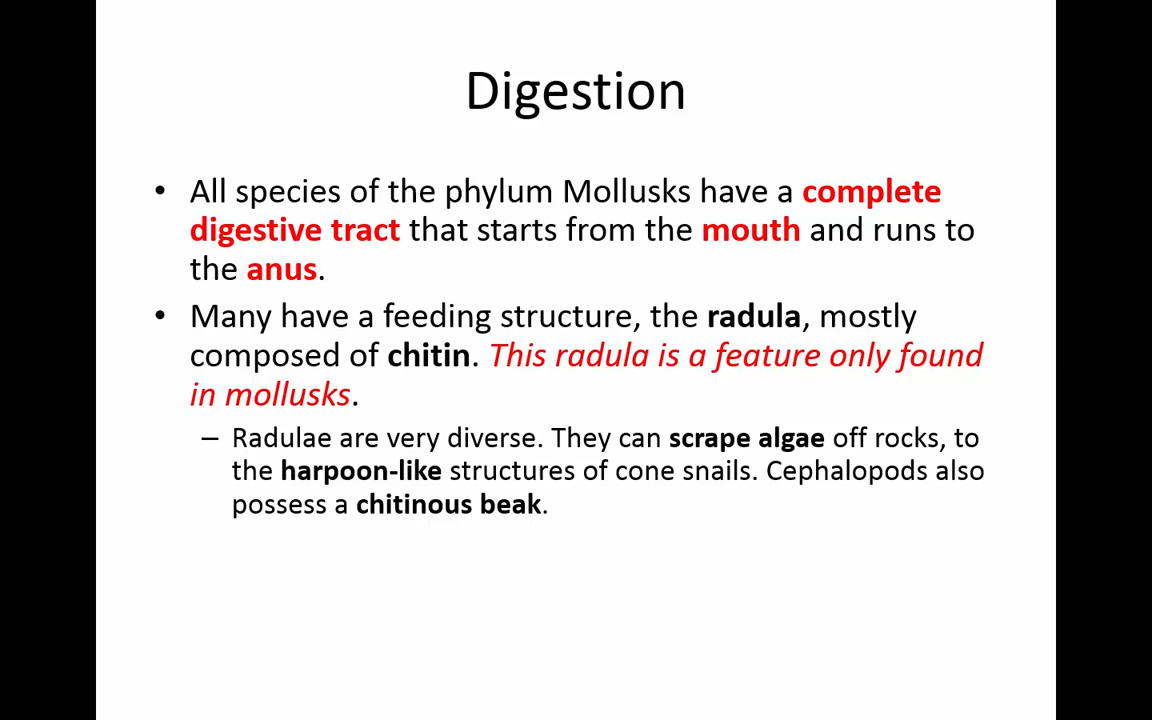 Digestion
• All species of the phylum Mollusks have a complete
digestive tract that starts from the mouth and runs to
the anus.
• Many have a feeding structure, the radula, mostly
composed of chitin. This radula is a feature only found
in mollusks.
– Radulae are very diverse. They can scrape algae off rocks, to
the harpoon-like structures of cone snails. Cephalopods also
possess a chitinous beak.